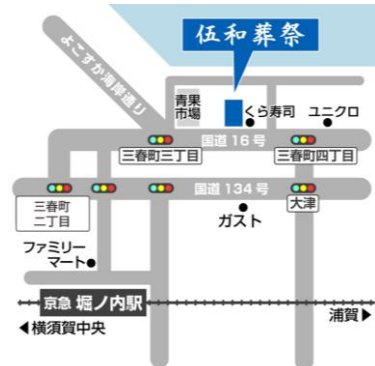 伍和葬祭
よこすか海岸通り
青果
市場
くら寿司
ユニクロ
国道16号
三春町三丁目
三春町四丁目
国道134号
三春町
二丁目
大津
ガスト
ファミリー
マート
京急 堀ノ内駅
◀横須賀中央
浦賀▶